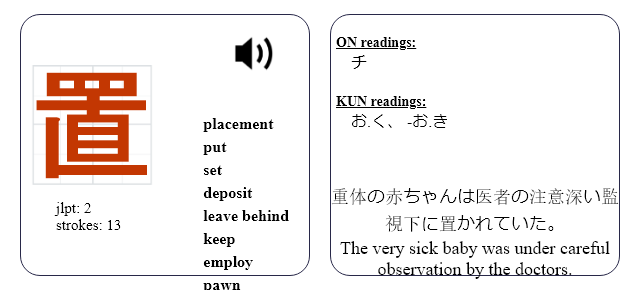 置
jlpt: 2
strokes: 13
placement
put
set
deposit
leave behind
keep
employ
pawn
ON readings:
チ
KUN readings:
お.く、 -お.き
重体の赤ちゃんは医者の注意深い監
視下に置かれていた。
The very sick baby was under careful
observation by the doctors.